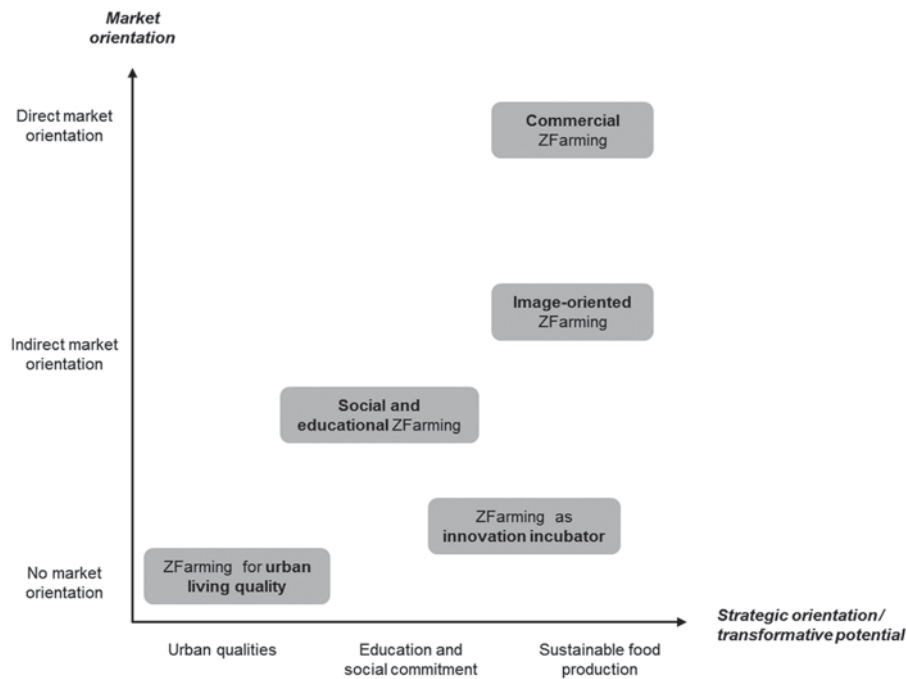 Market
orientation
Direct market
orientation
Commercial
ZFarming
Image-oriented
ZFarming
Indirect market
orientation
Social and
educational ZFarming
ZFarming as
innovation incubator
No market
orientation
ZFarming for urban
living quality
Strategic orientation/
transformative potential
Urban qualities
Education and
social commitment
Sustainable food
production